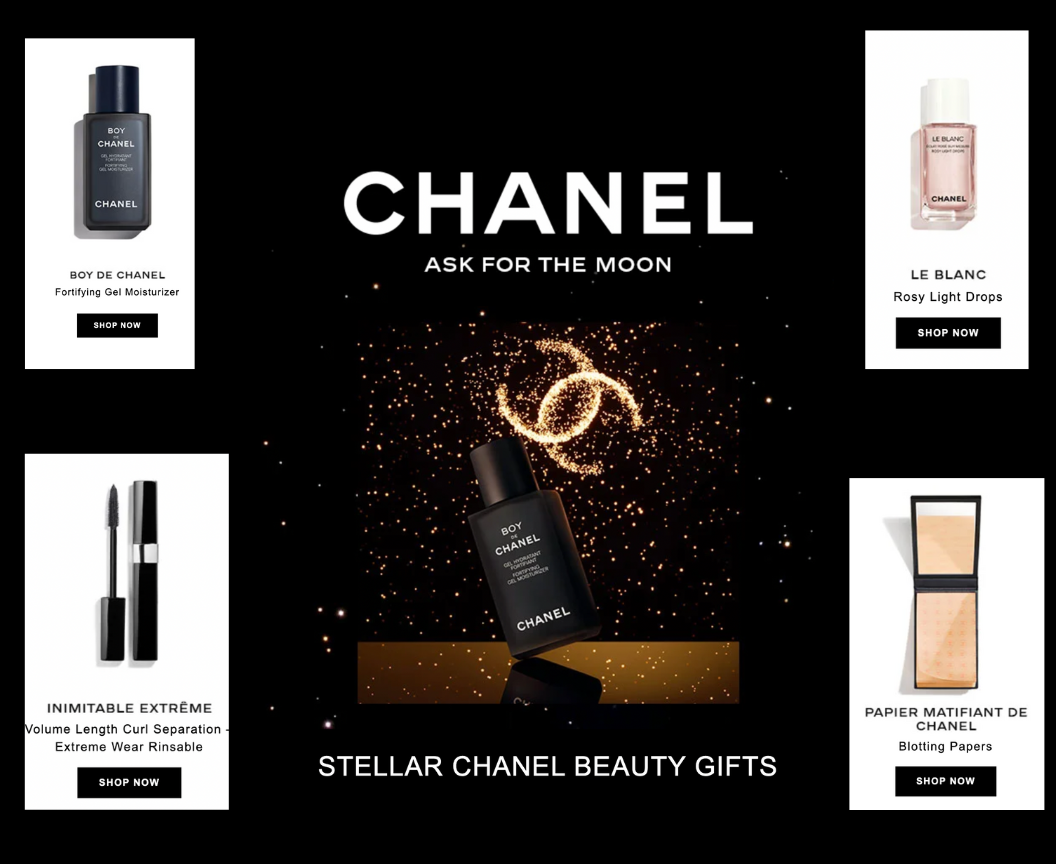 BOY
DE
CHANEL
GEL HYDRATANT
FORTIFIANT
FORTIFYING
GEL MOISTURIZER
CHANEL
BOY DE CHANEL
Fortifying Gel Moisturizer
SHOP NOW
CHANEL
ASK FOR THE MOON
LE BLANC
ROSY LIGHT DROPS
CHANEL
LE BLANC
Rosy Light Drops
SHOP NOW
BOY
DE
CHANEL
GEL HYDRATANT
FORTIFIANT
FORTIFYING
GEL MOISTURIZER
CHANEL
INIMITABLE EXTRÊME
Volume Length Curl Separation -
Extreme Wear Rinsable
SHOP NOW
PAPIER MATIFIANT DE
CHANEL
Blotting Papers
SHOP NOW
STELLAR CHANEL BEAUTY GIFTS